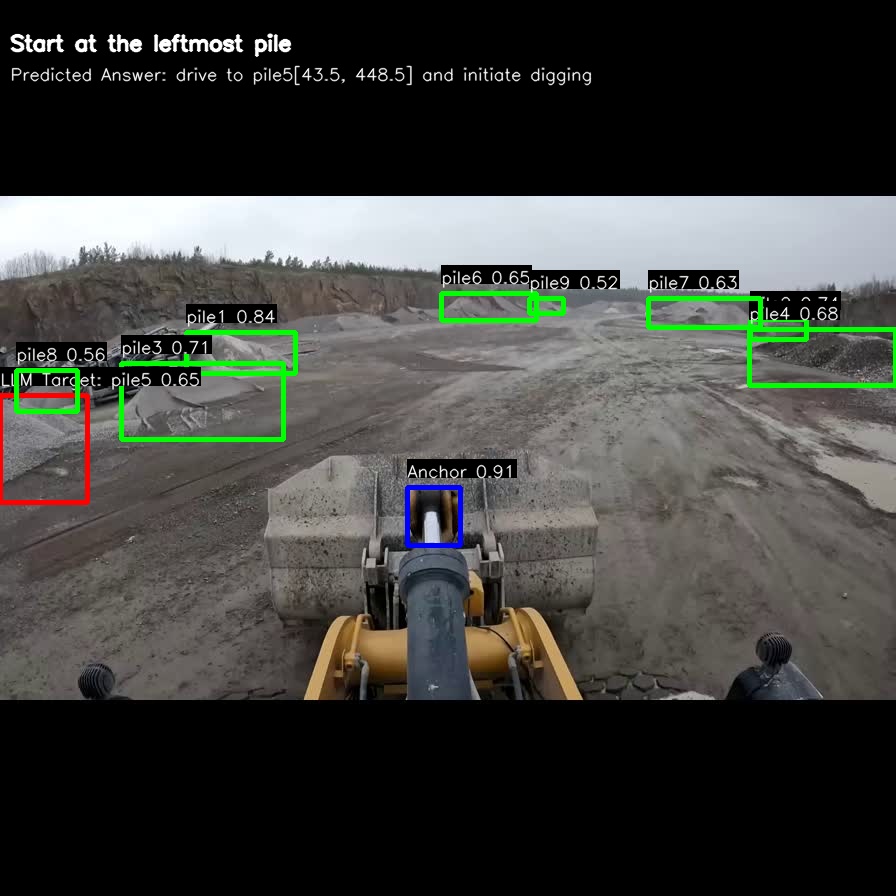 Start at the leftmost pile
Predicted Answer: drive to pile5[43.5, 448.5] and initiate digging
pile6 0.65
pile9 0.52
pile7 0.63
pile4 0.68
pile1 0.84
pile3 0.71
pile8 0.56
LLM Target: pile5 0.65
Anchor 0.91